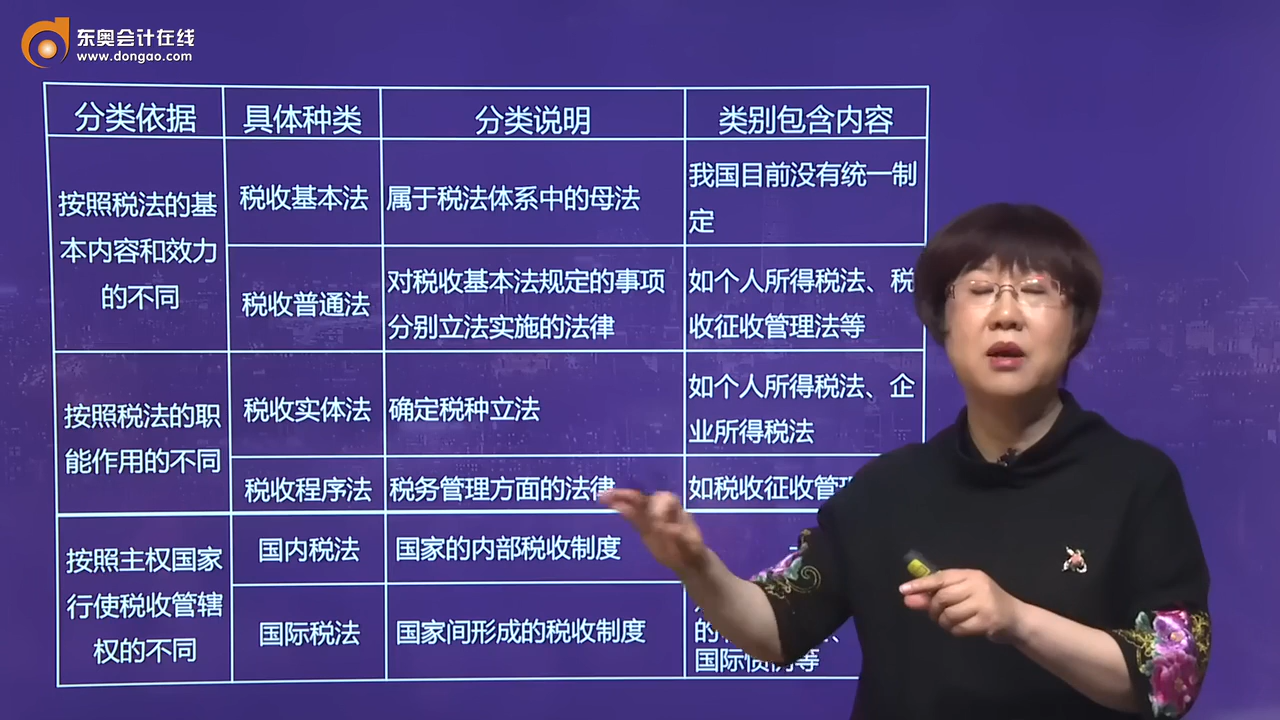 东奥会计在线
www.dongao.com
分类依据
具体种类
分类说明
类别包含内容
按照税法的基
本内容和效力
的不同
税收基本法
属于税法体系中的母法
我国目前没有统一制
定
税收普通法
对税收基本法规定的事项
分别立法实施的法律
如个人所得税法、税
收征收管理法等
按照税法的职
能作用的不同
税收实体法
确定税种立法
如个人所得税法、企
业所得税法
税收程序法
税务管理方面的法律
如税收征收管
按照主权国家
行使税收管辖
权的不同
国内税法
国家的内部税收制度
国际税法
国家间形成的税收制度
的
国际惯例等